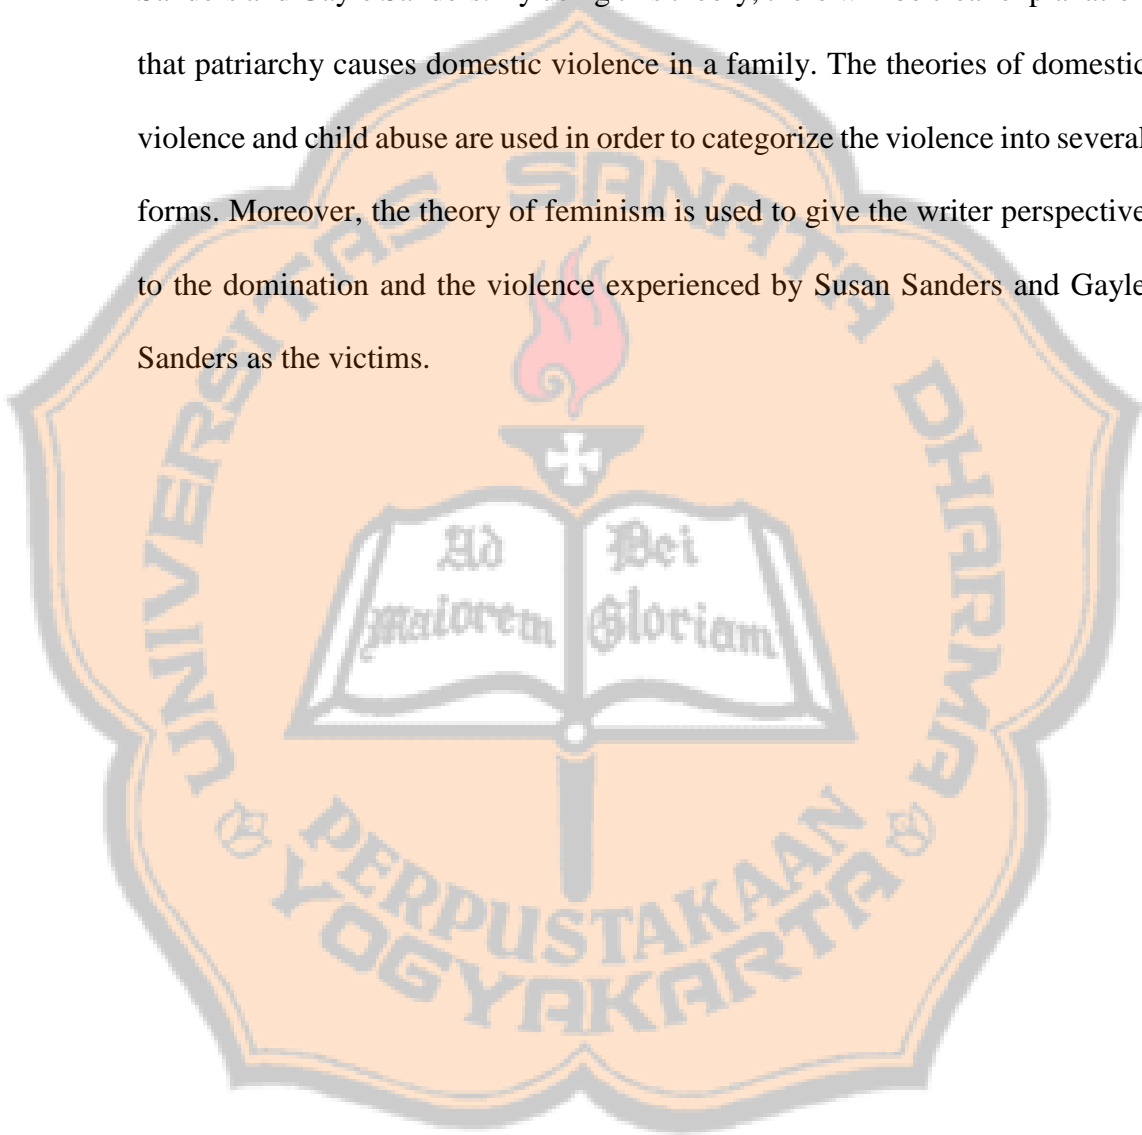 that patriarchy causes domestic violence in a family. The theories of domestic
violence and child abuse are used in order to categorize the violence into several
forms. Moreover, the theory of feminism is used to give the writer perspective
to the domination and the violence experienced by Susan Sanders and Gayle
Sanders as the victims.
UNIVERSITAS SANATA DHARMA
Ad Dei
maiorem Gloriam
PERPUSTAKAAN
YOGYAKARTA